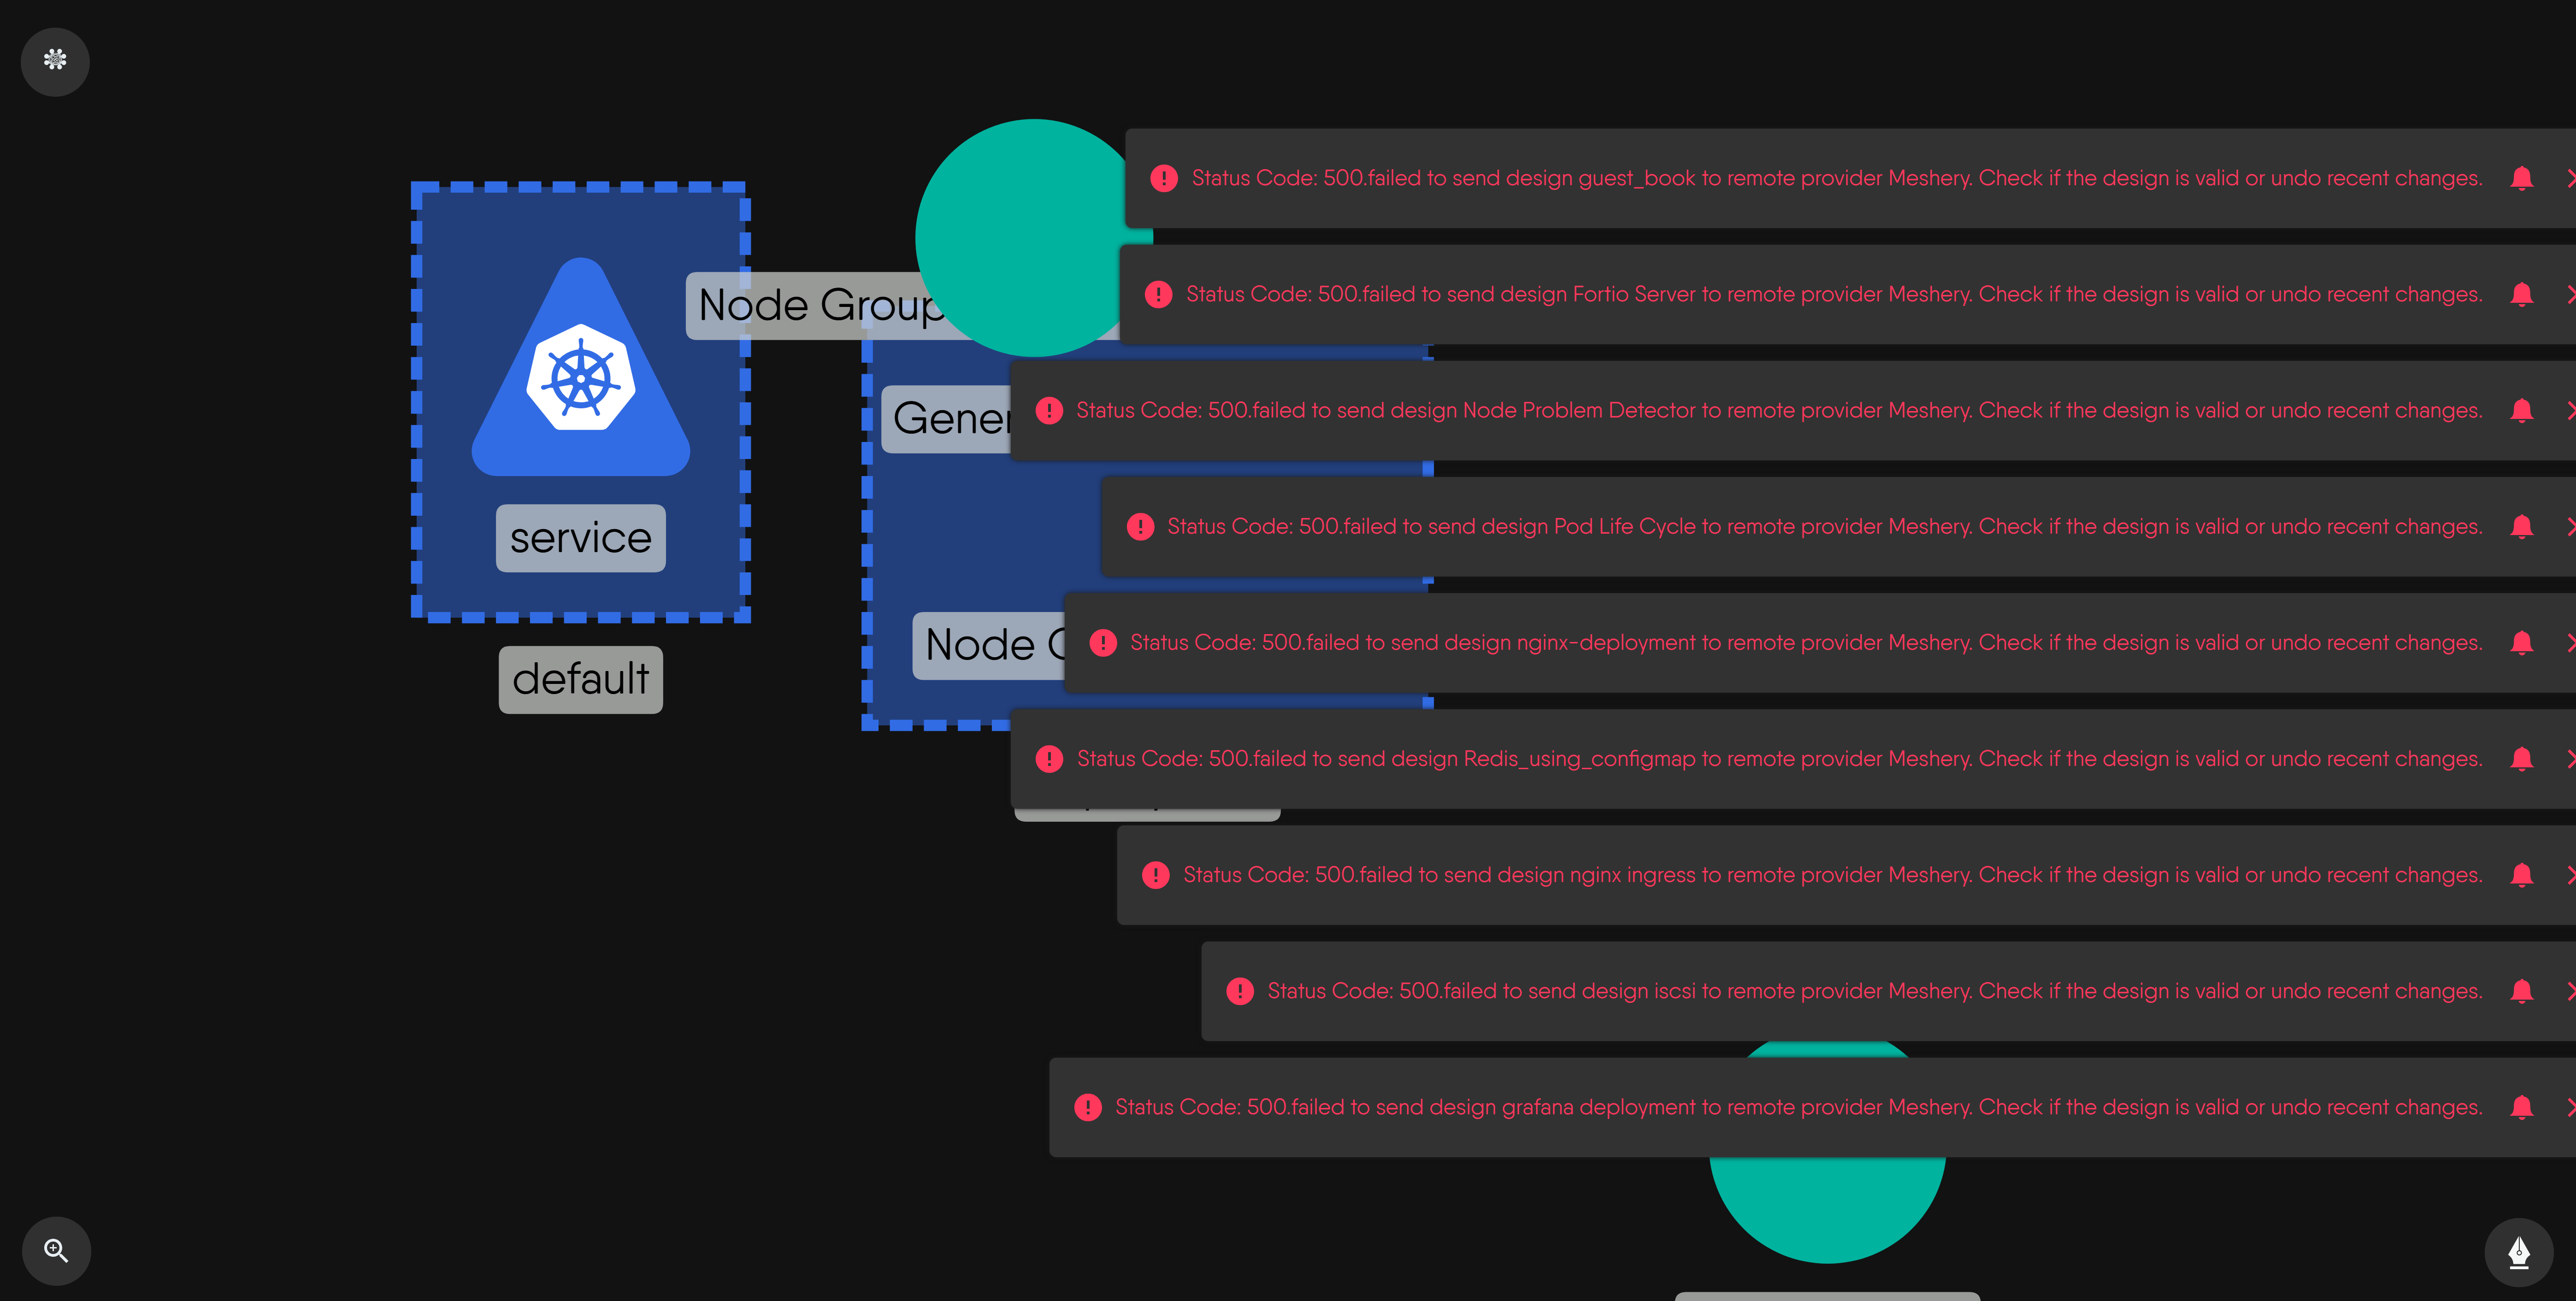 Status Code: 500.failed to send design guest_book to remote provider Meshery. Check if the design is valid or undo recent changes.
Node Group
Status Code: 500.failed to send design Fortio Server to remote provider Meshery. Check if the design is valid or undo recent changes.
Status Code: 500.failed to send design Node Problem Detector to remote provider Meshery. Check if the design is valid or undo recent changes.
service
Status Code: 500.failed to send design Pod Life Cycle to remote provider Meshery. Check if the design is valid or undo recent changes.
default
Node
Status Code: 500.failed to send design nginx-deployment to remote provider Meshery. Check if the design is valid or undo recent changes.
Status Code: 500.failed to send design Redis_using_configmap to remote provider Meshery. Check if the design is valid or undo recent changes.
Status Code: 500.failed to send design nginx ingress to remote provider Meshery. Check if the design is valid or undo recent changes.
Status Code: 500.failed to send design iscsi to remote provider Meshery. Check if the design is valid or undo recent changes.
Status Code: 500.failed to send design grafana deployment to remote provider Meshery. Check if the design is valid or undo recent changes.